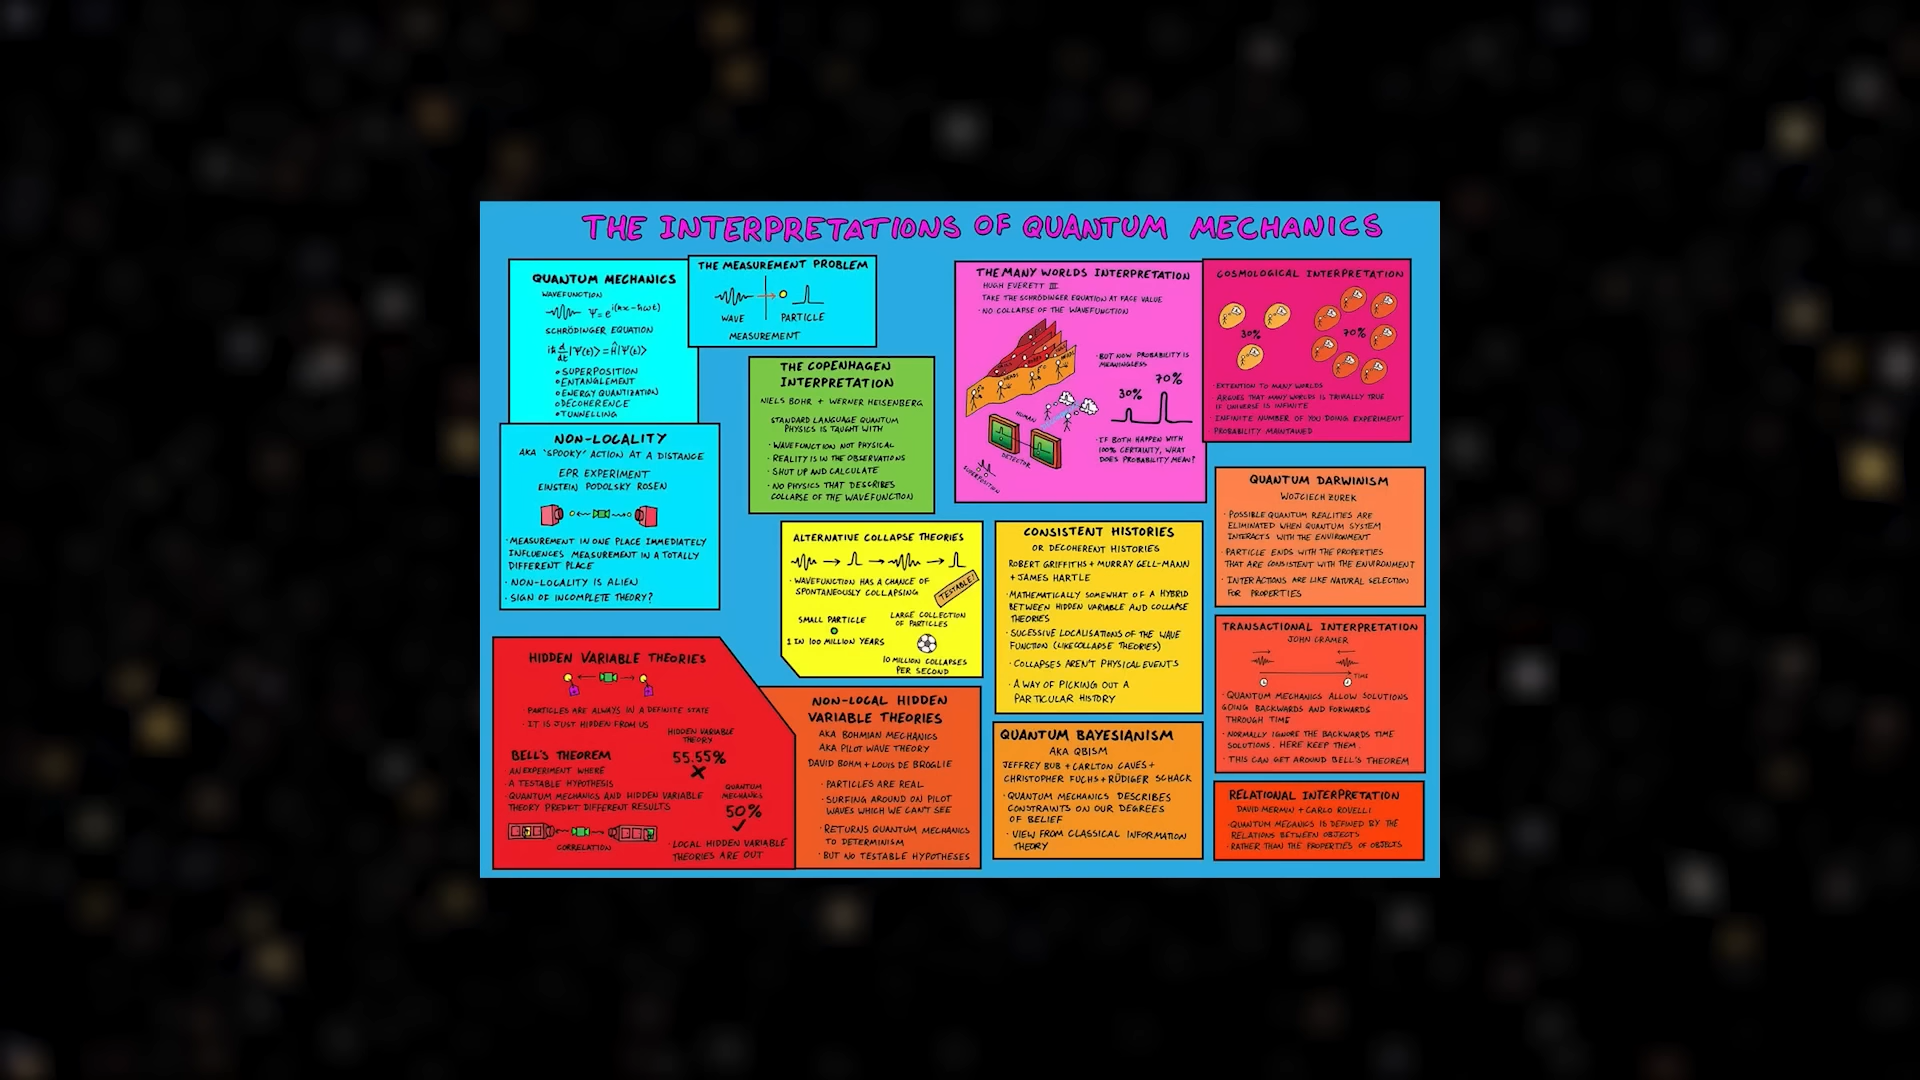 THE INTERPRETATIONS OF QUANTUM MECHANICS
QUANTUM MECHANICS
WAVEFUNCTION
Ψ=e^i(kx-ħωt)
SCHRÖDINGER EQUATION
iħ d/dt |Ψ(t)> = Ĥ|Ψ(t)>
• SUPERPOSITION
• ENTANGLEMENT
• ENERGY QUANTIZATION
• DECOHERENCE
• TUNNELLING
THE MEASUREMENT PROBLEM
WAVE
PARTICLE
MEASUREMENT
NON-LOCALITY
AKA 'SPOOKY' ACTION AT A DISTANCE
EPR EXPERIMENT
EINSTEIN PODOLSKY ROSEN
· MEASUREMENT IN ONE PLACE IMMEDIATELY
INFLUENCES MEASUREMENT IN A TOTALLY
DIFFERENT PLACE
· NON-LOCALITY IS ALIEN
· SIGN OF INCOMPLETE THEORY?
THE COPENHAGEN
INTERPRETATION
NIELS BOHR + WERNER HEISENBERG
STANDARD LANGUAGE QUANTUM
PHYSICS IS TAUGHT WITH
· WAVEFUNCTION NOT PHYSICAL
· REALITY IS IN THE OBSERVATIONS
· SHUT UP AND CALCULATE
· NO PHYSICS THAT DESCRIBES
COLLAPSE OF THE WAVEFUNCTION
HIDDEN VARIABLE THEORIES
· PARTICLES ARE ALWAYS IN A DEFINITE STATE
· IT IS JUST HIDDEN FROM US
BELL'S THEOREM
· AN EXPERIMENT WHERE
A TESTABLE HYPOTHESIS
· QUANTUM MECHANICS AND HIDDEN VARIABLE
THEORY PREDICT DIFFERENT RESULTS
CORRELATION
HIDDEN VARIABLE
THEORY
55.55%
QUANTUM
MECHANICS
50%
· LOCAL HIDDEN VARIABLE
THEORIES ARE OUT
ALTERNATIVE COLLAPSE THEORIES
· WAVEFUNCTION HAS A CHANCE OF
SPONTANEOUSLY COLLAPSING
TESTABLE!
SMALL PARTICLE
1 IN 100 MILLION YEARS
LARGE COLLECTION
OF PARTICLES
10 MILLION COLLAPSES
PER SECOND
NON-LOCAL HIDDEN
VARIABLE THEORIES
AKA BOHMIAN MECHANICS
AKA PILOT WAVE THEORY
DAVID BOHM + LOUIS DE BROGLIE
· PARTICLES ARE REAL
· SURFING AROUND ON PILOT
WAVES WHICH WE CAN'T SEE
· RETURNS QUANTUM MECHANICS
TO DETERMINISM
· BUT NO TESTABLE HYPOTHESES
THE MANY WORLDS INTERPRETATION
HUGH EVERETT III
TAKE THE SCHRÖDINGER EQUATION AT FACE VALUE
· NO COLLAPSE OF THE WAVEFUNCTION
HUMAN
DETECTOR
SUPERPOSITION
· BUT NOW PROBABILITY IS
MEANINGLESS
30%
70%
· IF BOTH HAPPEN WITH
100% CERTAINTY, WHAT
DOES PROBABILITY MEAN?
COSMOLOGICAL INTERPRETATION
30%
70%
· EXTENTION TO MANY WORLDS
· ARGUES THAT MANY WORLDS IS TRIVIALLY TRUE
IF UNIVERSE IS INFINITE
· INFINITE NUMBER OF YOU DOING EXPERIMENT
· PROBABILITY MAINTAINED
CONSISTENT HISTORIES
OR DECOHERENT HISTORIES
ROBERT GRIFFITHS + MURRAY GELL-MANN
+ JAMES HARTLE
· MATHEMATICALLY SOMEWHAT OF A HYBRID
BETWEEN HIDDEN VARIABLE AND COLLAPSE
THEORIES
· SUCESSIVE LOCALISATIONS OF THE WAVE
FUNCTION (LIKE COLLAPSE THEORIES)
· COLLAPSES AREN'T PHYSICAL EVENTS
· A WAY OF PICKING OUT A
PARTICULAR HISTORY
QUANTUM BAYESIANISM
AKA QBISM
JEFFREY BUB + CARLTON CAVES +
CHRISTOPHER FUCHS + RÜDIGER SCHACK
· QUANTUM MECHANICS DESCRIBES
CONSTRAINTS ON OUR DEGREES
OF BELIEF
· VIEW FROM CLASSICAL INFORMATION
THEORY
QUANTUM DARWINISM
WOJCIECH ZUREK
· POSSIBLE QUANTUM REALITIES ARE
ELIMINATED WHEN QUANTUM SYSTEM
INTERACTS WITH THE ENVIRONMENT
· PARTICLE ENDS WITH THE PROPERTIES
THAT ARE CONSISTENT WITH THE ENVIRONMENT
· INTERACTIONS ARE LIKE NATURAL SELECTION
FOR PROPERTIES
TRANSACTIONAL INTERPRETATION
JOHN CRAMER
TIME
· QUANTUM MECHANICS ALLOW SOLUTIONS
GOING BACKWARDS AND FORWARDS
THROUGH TIME
· NORMALLY IGNORE THE BACKWARDS TIME
SOLUTIONS. HERE KEEP THEM.
· THIS CAN GET AROUND BELL'S THEOREM
RELATIONAL INTERPRETATION
DAVID MERMIN + CARLO ROVELLI
· QUANTUM MECANICS IS DEFINED BY THE
RELATIONS BETWEEN OBJECTS
· RATHER THAN THE PROPERTIES OF OBJECTS